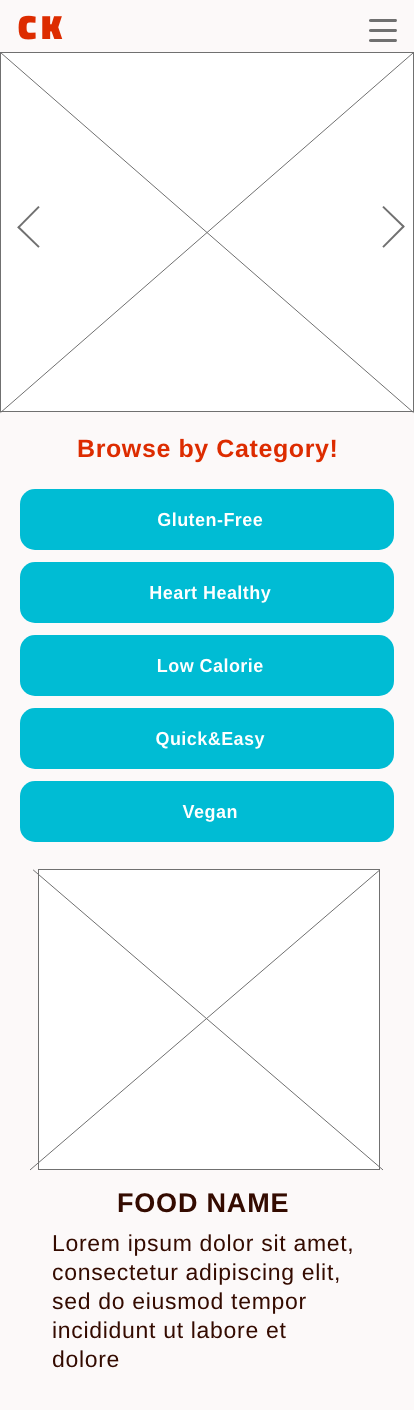 CK
Browse by Category!
Gluten-Free
Heart Healthy
Low Calorie
Quick&Easy
Vegan
FOOD NAME
Lorem ipsum dolor sit amet,
consectetur adipiscing elit,
sed do eiusmod tempor
incididunt ut labore et
dolore